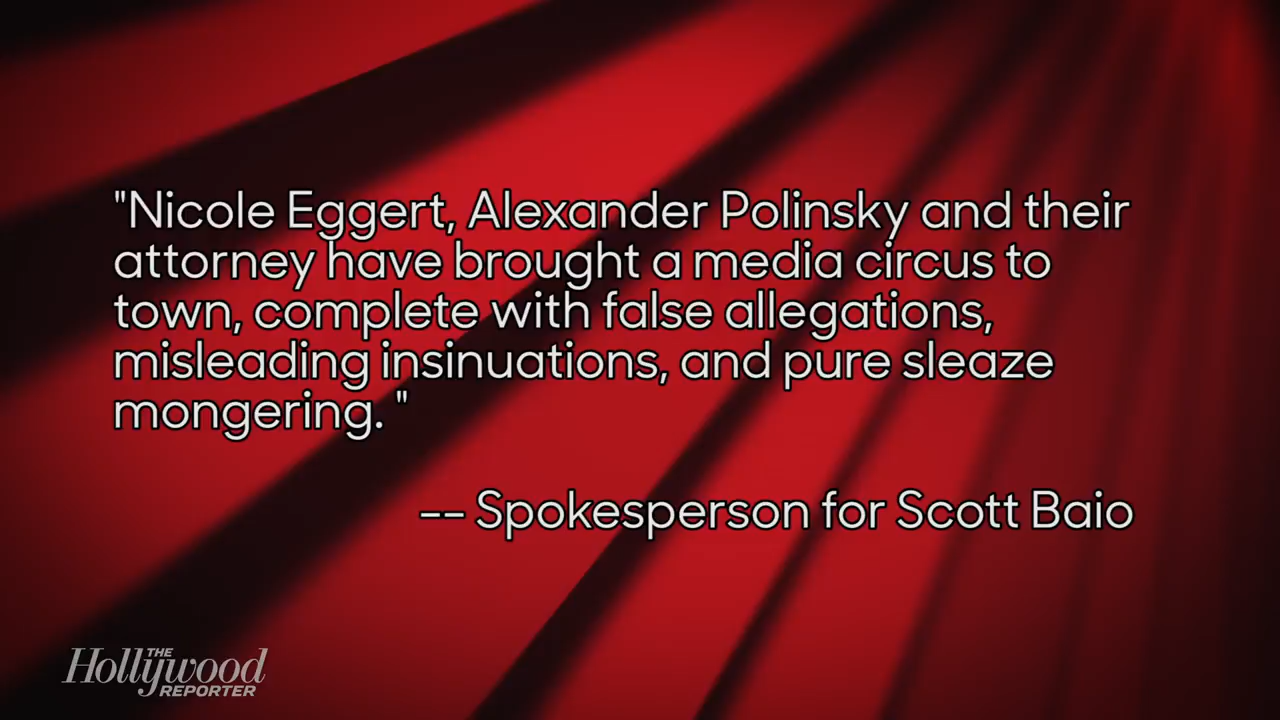 "Nicole Eggert, Alexander Polinsky and their
attorney have brought a media circus to
town, complete with false allegations,
misleading insinuations, and pure sleaze
mongering. "
-- Spokesperson for Scott Baio
THE
Hollywood
REPORTER